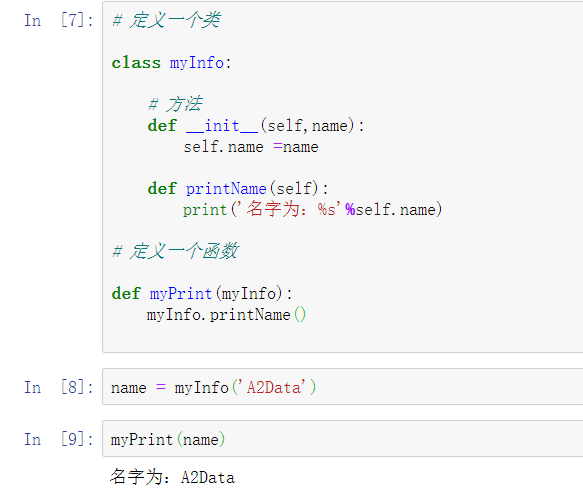 In [7]: # 定义一个类
class myInfo:
# 方法
def __init__(self,name):
self.name =name
def printName(self):
print('名字为：%s'%self.name)
# 定义一个函数
def myPrint(myInfo):
myInfo.printName()
In [8]: name = myInfo('A2Data')
In [9]: myPrint(name)
名字为：A2Data